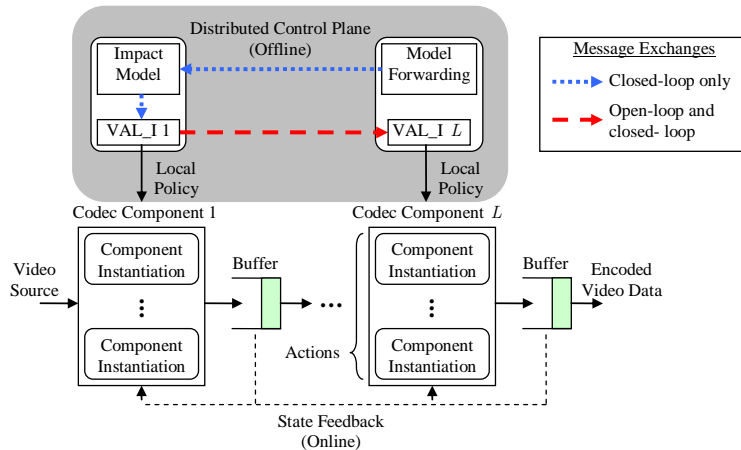 Distributed Control Plane
(Offline)
Impact
Model
Model
Forwarding
VAL_I 1
VAL_I L
Local
Policy
Local
Policy
Message Exchanges
Closed-loop only
Open-loop and
closed- loop
Codec Component 1
Codec Component L
Video
Source
Component
Instantiation
Component
Instantiation
Buffer
Actions
Component
Instantiation
Component
Instantiation
Buffer
Encoded
Video Data
State Feedback
(Online)